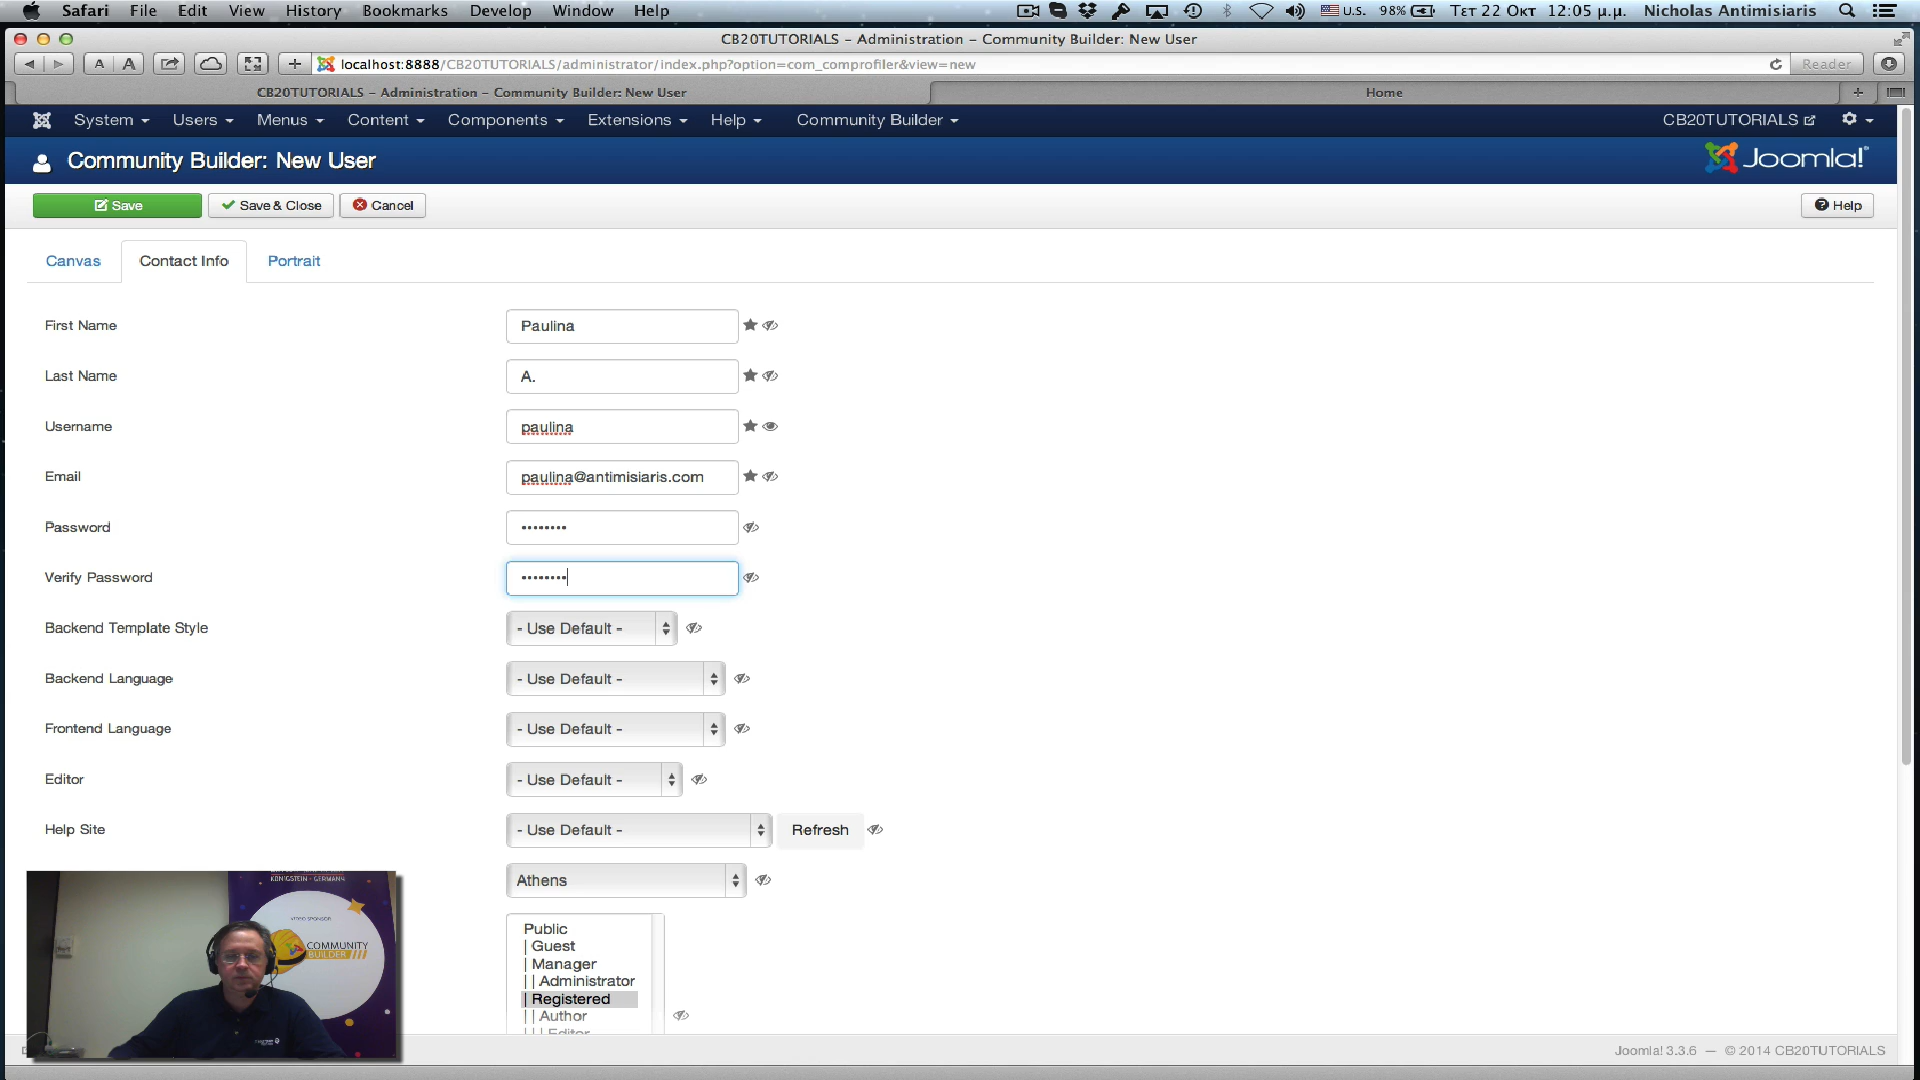 Safari File Edit View History Bookmarks Develop Window Help U.S. 98% Τετ 22 Οκτ 12:05 μ.μ. Nicholas Antimisiaris
CB20TUTORIALS – Administration – Community Builder: New User
A A + localhost:8888/CB20TUTORIALS/administrator/index.php?option=com_comprofiler&view=new Reader
CB20TUTORIALS – Administration – Community Builder: New User Home +
System Users Menus Content Components Extensions Help Community Builder CB20TUTORIALS
Community Builder: New User Joomla!®
Save Save & Close Cancel Help
Canvas Contact Info Portrait
First Name Paulina
Last Name A.
Username paulina
Email paulina@antimisiaris.com
Password ••••••••
Verify Password ••••••••
Backend Template Style - Use Default -
Backend Language - Use Default -
Frontend Language - Use Default -
Editor - Use Default -
Help Site - Use Default - Refresh
Athens
Public
| Guest
| Manager
| | Administrator
| Registered
| | Author
| | | Editor
KÖNIGSTEIN - GERMANY
VIDEO SPONSOR
COMMUNITY
BUILDER
Joomla! 3.3.6 — © 2014 CB20TUTORIALS